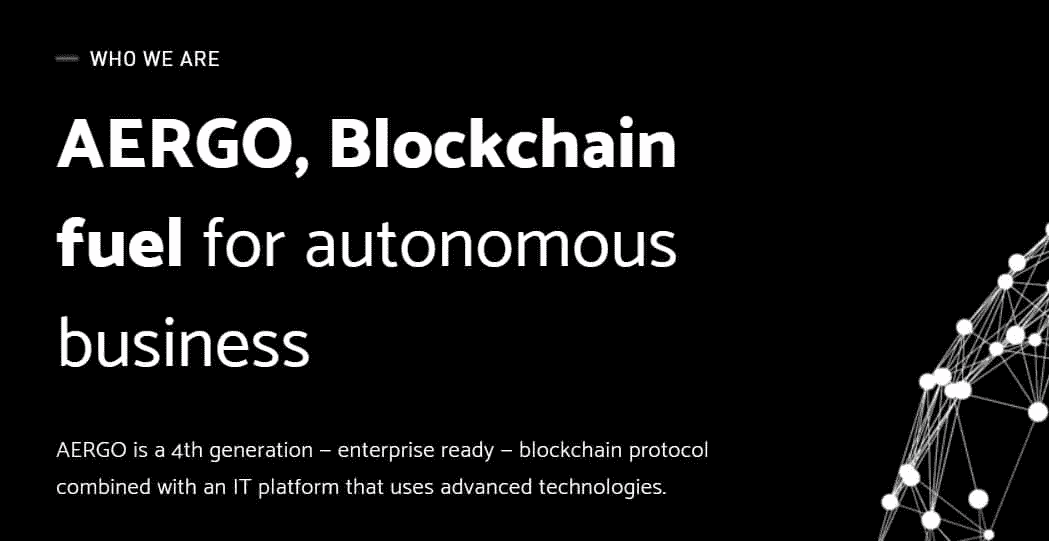 WHO WE ARE
AERGO, Blockchain
fuel for autonomous
business
AERGO is a 4th generation – enterprise ready – blockchain protocol
combined with an IT platform that uses advanced technologies.